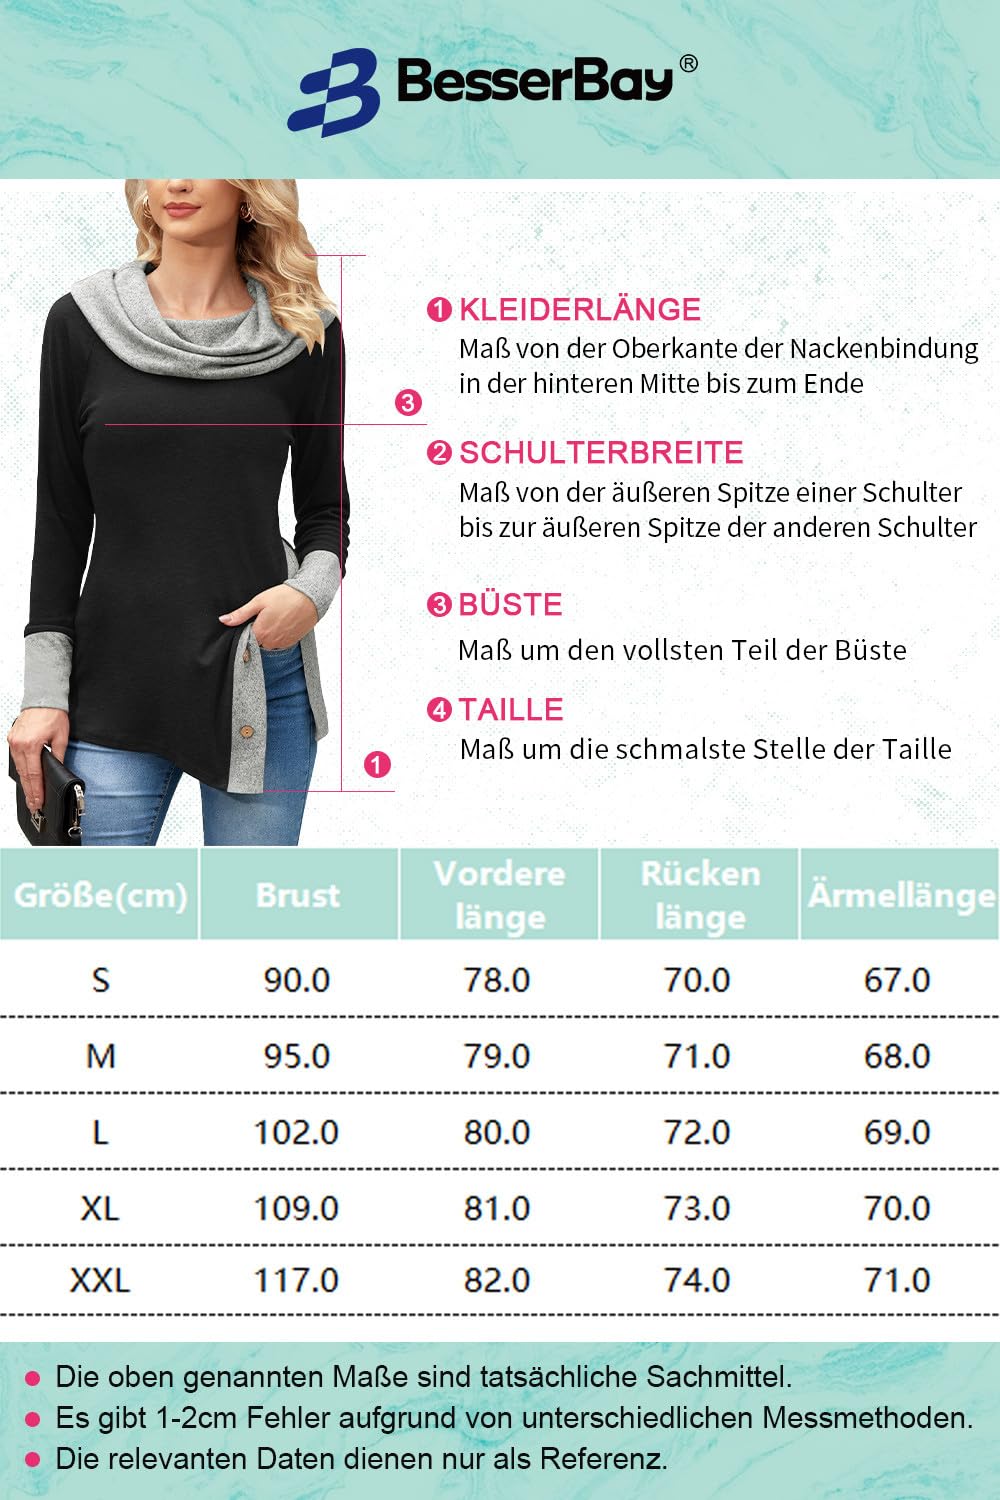 BesserBay®
1 KLEIDERLÄNGE
Maß von der Oberkante der Nackenbindung
in der hinteren Mitte bis zum Ende
3
2 SCHULTERBREITE
Maß von der äußeren Spitze einer Schulter
bis zur äußeren Spitze der anderen Schulter
3 BÜSTE
Maß um den vollsten Teil der Büste
4 TAILLE
Maß um die schmalste Stelle der Taille
1
Größe(cm) Brust Vordere länge Rücken länge Ärmellänge
S 90.0 78.0 70.0 67.0
M 95.0 79.0 71.0 68.0
L 102.0 80.0 72.0 69.0
XL 109.0 81.0 73.0 70.0
XXL 117.0 82.0 74.0 71.0
Die oben genannten Maße sind tatsächliche Sachmittel.
Es gibt 1-2cm Fehler aufgrund von unterschiedlichen Messmethoden.
Die relevanten Daten dienen nur als Referenz.